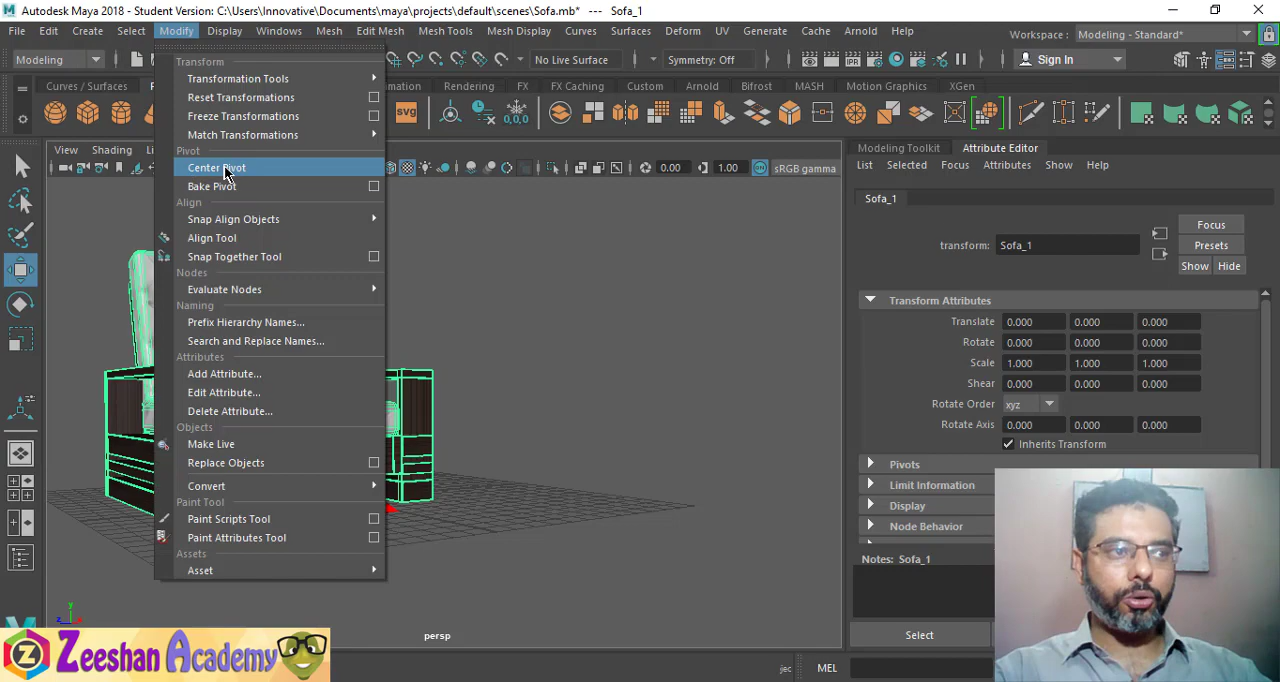 Autodesk Maya 2018 - Student Version: C:\Users\Innovative\Documents\maya\projects\default\scenes\Sofa.mb* --- Sofa_1
File Edit Create Select Modify Display Windows Mesh Edit Mesh Mesh Tools Mesh Display Curves Surfaces Deform UV Generate Cache Arnold Help
Workspace : Modeling - Standard*
Modeling No Live Surface Symmetry: Off Sign In
Curves / Surfaces Rendering FX FX Caching Custom Arnold Bifrost MASH Motion Graphics XGen
SVG 0,0,0
View Shading 0.00 1.00 sRGB gamma
Transform
Transformation Tools
Reset Transformations
Freeze Transformations
Match Transformations
Pivot
Center Pivot
Bake Pivot
Align
Snap Align Objects
Align Tool
Snap Together Tool
Nodes
Evaluate Nodes
Naming
Prefix Hierarchy Names...
Search and Replace Names...
Attributes
Add Attribute...
Edit Attribute...
Delete Attribute...
Objects
Make Live
Replace Objects
Convert
Paint Tool
Paint Scripts Tool
Paint Attributes Tool
Assets
Asset
persp
Modeling Toolkit Attribute Editor
List Selected Focus Attributes Show Help
Sofa_1
Focus
transform: Sofa_1 Presets
Show Hide
Transform Attributes
Translate 0.000 0.000 0.000
Rotate 0.000 0.000 0.000
Scale 1.000 1.000 1.000
Shear 0.000 0.000 0.000
Rotate Order xyz
Rotate Axis 0.000 0.000 0.000
Inherits Transform
Pivots
Limit Information
Display
Node Behavior
Notes: Sofa_1
Select
MEL
Zeeshan Academy